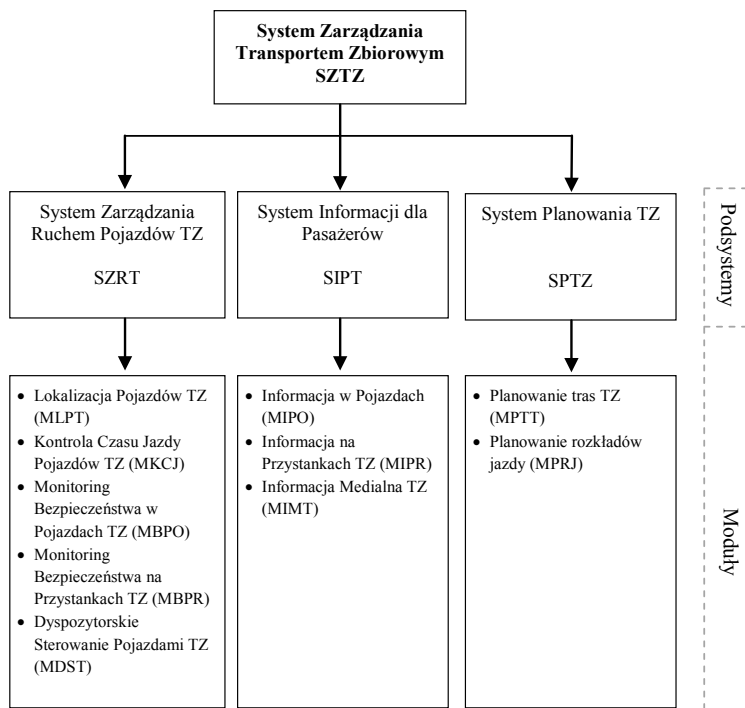 System Zarządzania
Transportem Zbiorowym
SZTZ
System Zarządzania
Ruchem Pojazdów TZ
SZRT
System Informacji dla
Pasażerów
SIPT
System Planowania TZ
SPTZ
Podsystemy
• Lokalizacja Pojazdów TZ
(MLPT)
• Kontrola Czasu Jazdy
Pojazdów TZ (MKCJ)
• Monitoring
Bezpieczeństwa w
Pojazdach TZ (MBPO)
• Monitoring
Bezpieczeństwa na
Przystankach TZ (MBPR)
• Dyspozytorskie
Sterowanie Pojazdami TZ
(MDST)
• Informacja w Pojazdach
(MIPO)
• Informacja na
Przystankach TZ (MIPR)
• Informacja Medialna TZ
(MIMT)
• Planowanie tras TZ
(MPTT)
• Planowanie rozkładów
jazdy (MPRJ)
Moduły